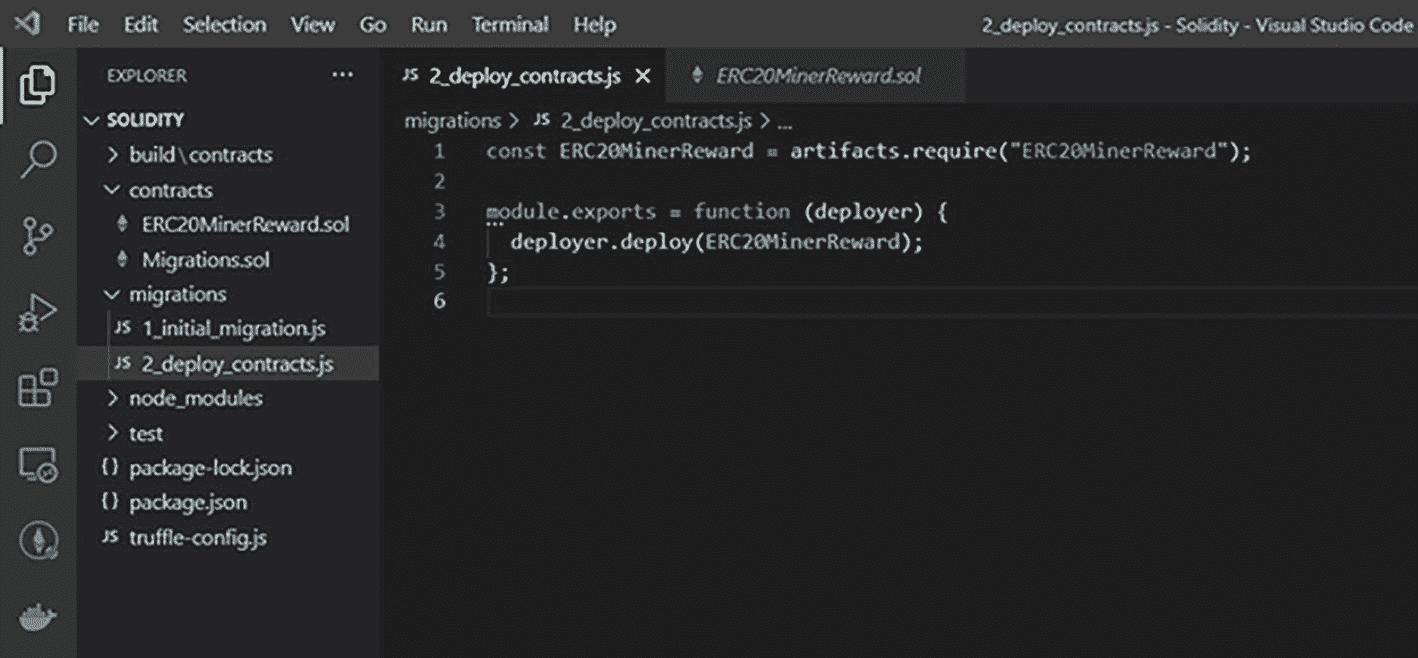 File Edit Selection View Go Run Terminal Help 2_deploy_contracts.js - Solidity - Visual Studio Code
EXPLORER ...
SOLIDITY
build\contracts
contracts
ERC20MinerReward.sol
Migrations.sol
migrations
JS 1_initial_migration.js
JS 2_deploy_contracts.js
node_modules
test
{} package-lock.json
{} package.json
JS truffle-config.js
JS 2_deploy_contracts.js ERC20MinerReward.sol
migrations > JS 2_deploy_contracts.js > ...
1 const ERC20MinerReward = artifacts.require("ERC20MinerReward");
2
3 module.exports = function (deployer) {
4 deployer.deploy(ERC20MinerReward);
5 };
6